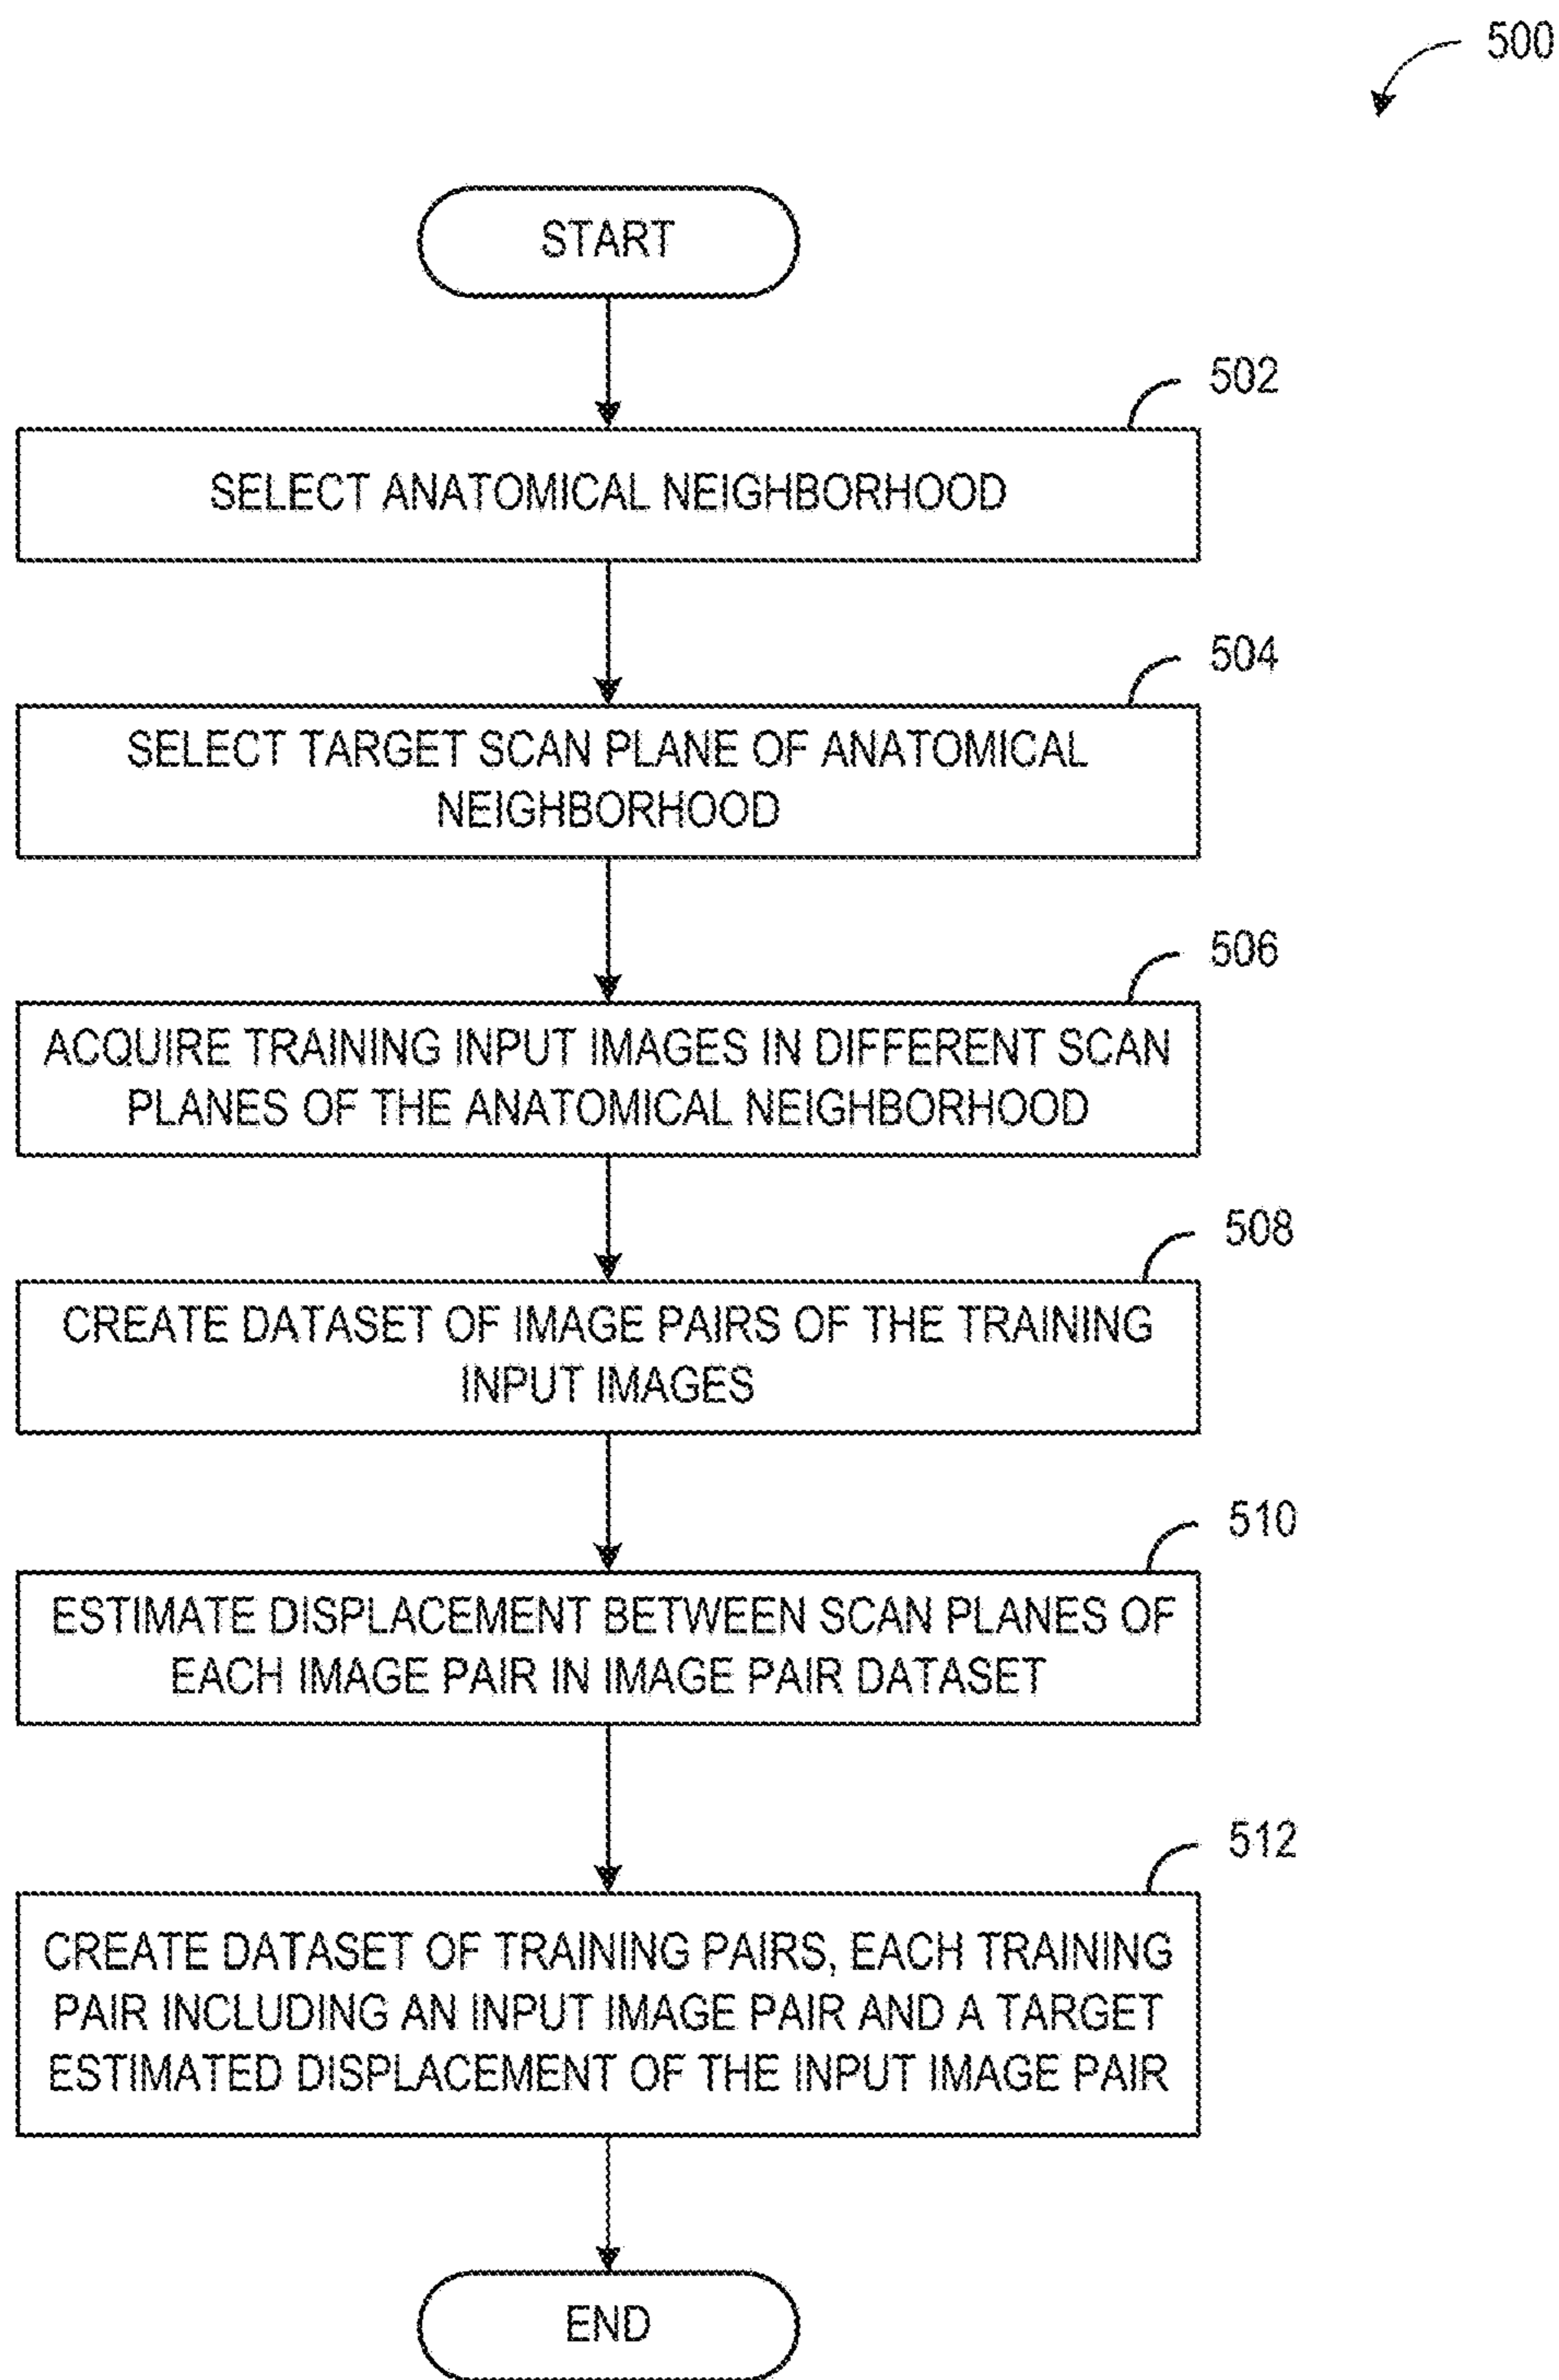 500
START
502
SELECT ANATOMICAL NEIGHBORHOOD
504
SELECT TARGET SCAN PLANE OF ANATOMICAL
NEIGHBORHOOD
506
ACQUIRE TRAINING INPUT IMAGES IN DIFFERENT SCAN
PLANES OF THE ANATOMICAL NEIGHBORHOOD
508
CREATE DATASET OF IMAGE PAIRS OF THE TRAINING
INPUT IMAGES
510
ESTIMATE DISPLACEMENT BETWEEN SCAN PLANES OF
EACH IMAGE PAIR IN IMAGE PAIR DATASET
512
CREATE DATASET OF TRAINING PAIRS, EACH TRAINING
PAIR INCLUDING AN INPUT IMAGE PAIR AND A TARGET
ESTIMATED DISPLACEMENT OF THE INPUT IMAGE PAIR
END